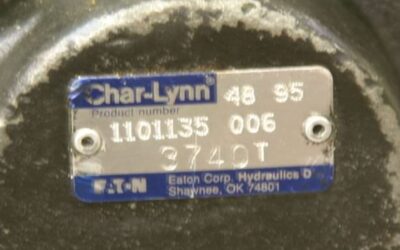 Char-Lynn® 48 95
Product number
1101135 006
3740T
EATON Eaton Corp. Hydraulics D
Shawnee, OK 74801